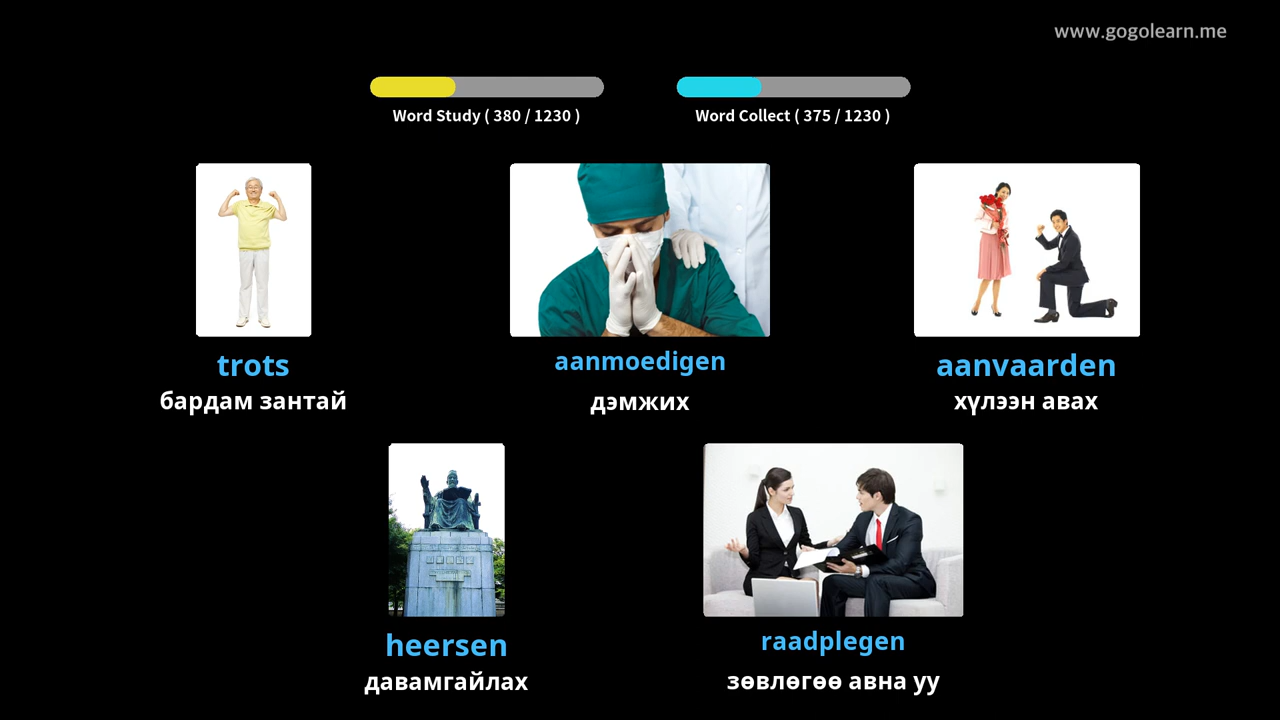 www.gogolearn.me
Word Study ( 380 / 1230 )
Word Collect ( 375 / 1230 )
trots
бардам зантай
aanmoedigen
дэмжих
aanvaarden
хүлээн авах
heersen
давамгайлах
raadplegen
зөвлөгөө авна уу